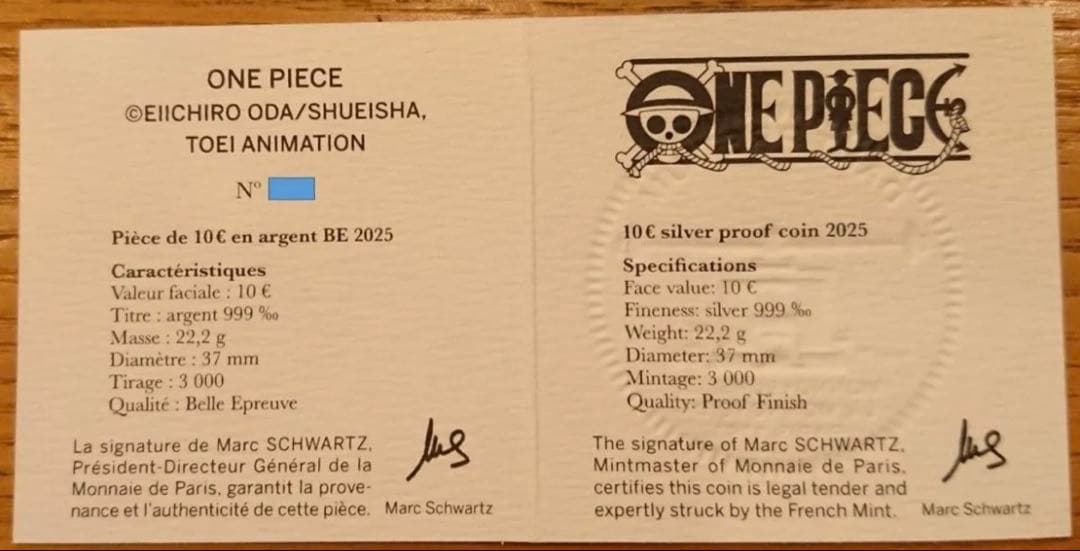 ONE PIECE
©EIICHIRO ODA/SHUEISHA,
TOEI ANIMATION
Nº
Pièce de 10 € en argent BE 2025
Caractéristiques
Valeur faciale : 10 €
Titre : argent 999 ‰
Masse : 22,2 g
Diamètre : 37 mm
Tirage : 3 000
Qualité : Belle Epreuve
La signature de Marc SCHWARTZ,
Président-Directeur Général de la
Monnaie de Paris, garantit la prove-
nance et l'authenticité de cette pièce.
Marc Schwartz
ONE PIECE
10 € silver proof coin 2025
Specifications
Face value: 10 €
Fineness: silver 999 ‰
Weight: 22,2 g
Diameter: 37 mm
Mintage: 3 000
Quality: Proof Finish
The signature of Marc SCHWARTZ,
Mintmaster of Monnaie de Paris,
certifies this coin is legal tender and
expertly struck by the French Mint.
Marc Schwartz